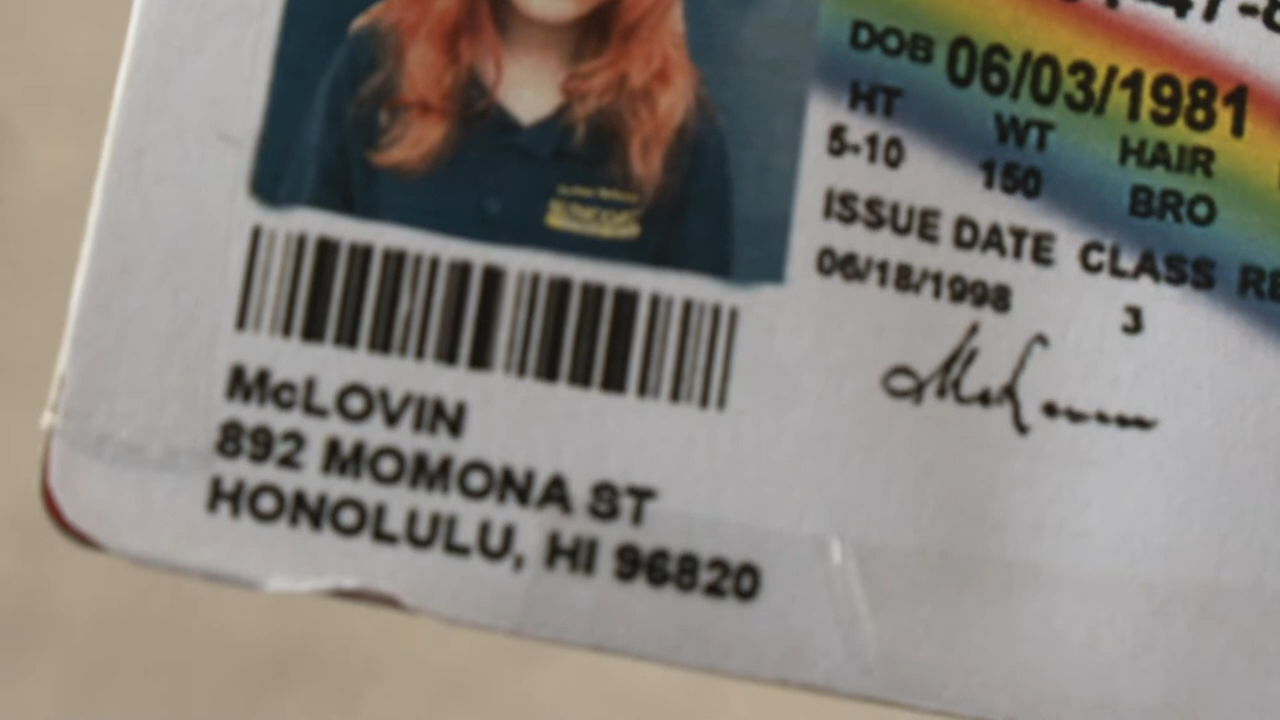 DOB 06/03/1981
HT WT HAIR
5-10 150 BRO
ISSUE DATE CLASS
06/18/1998 3
McLOVIN
892 MOMONA ST
HONOLULU, HI 96820